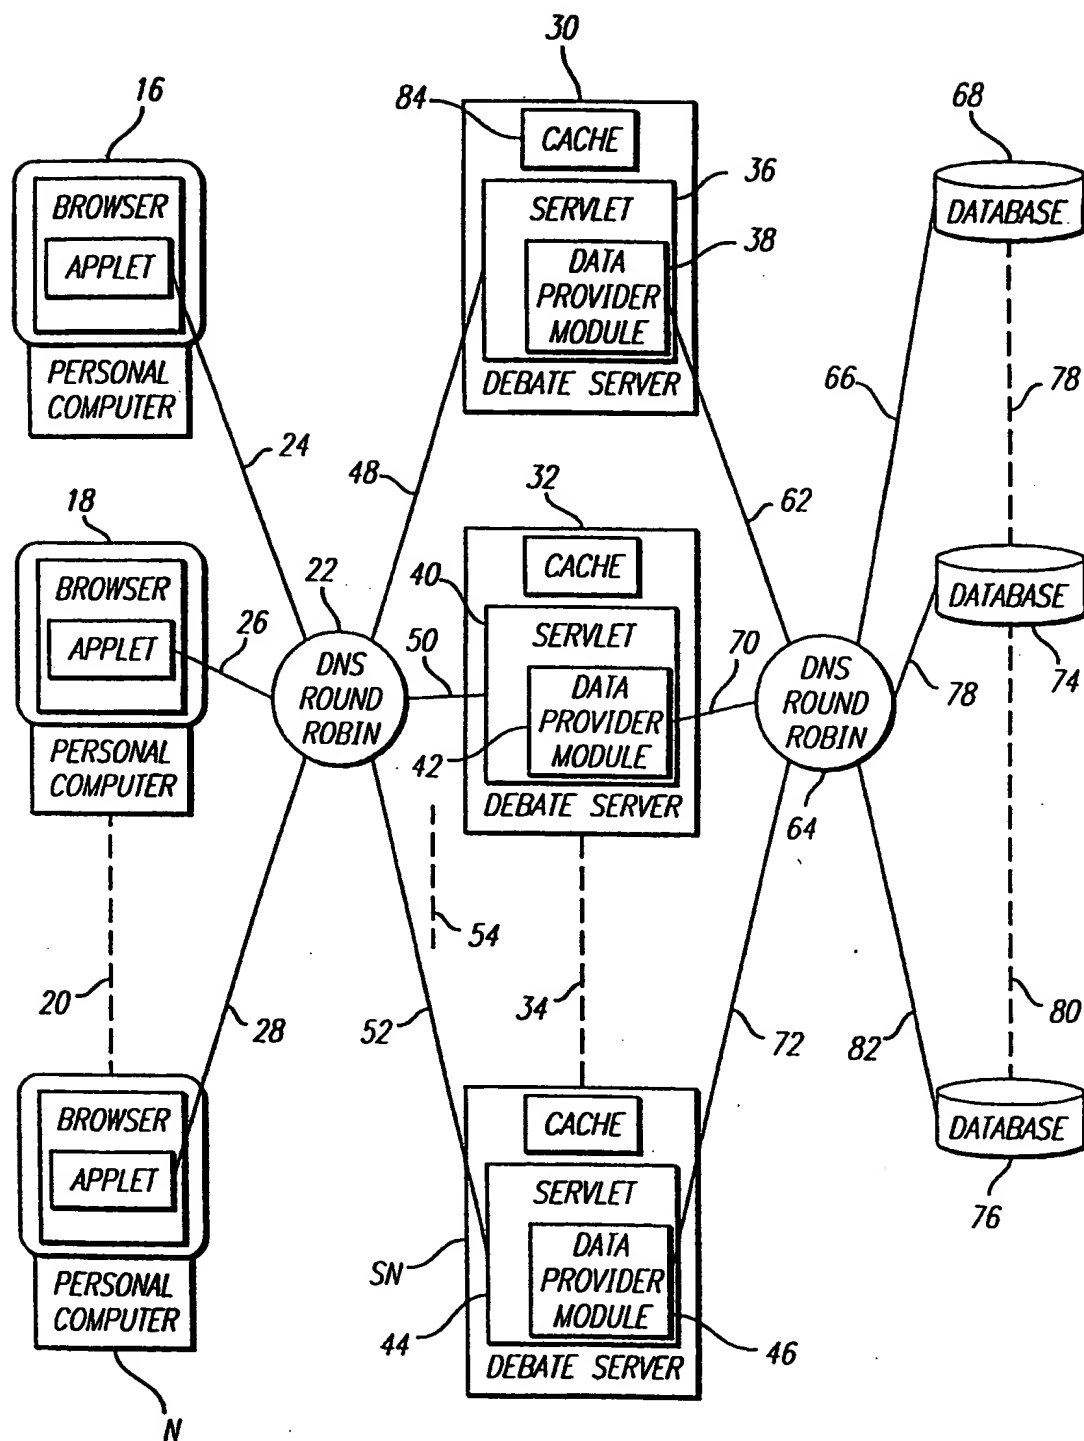 30
16
84
68
CACHE
36
BROWSER
SERVLET
38
DATABASE
APPLET
DATA
PROVIDER
MODULE
PERSONAL
COMPUTER
DEBATE SERVER
66
78
24
48
62
18
32
BROWSER
CACHE
22
40
DATABASE
APPLET
26
SERVLET
50
70
DNS
ROUND
ROBIN
DATA
PROVIDER
MODULE
DNS
ROUND
ROBIN
78
74
42
PERSONAL
COMPUTER
DEBATE SERVER
64
54
20
28
52
34
72
82
80
BROWSER
CACHE
DATABASE
APPLET
SERVLET
76
SN
DATA
PROVIDER
MODULE
PERSONAL
COMPUTER
44
46
DEBATE SERVER
N